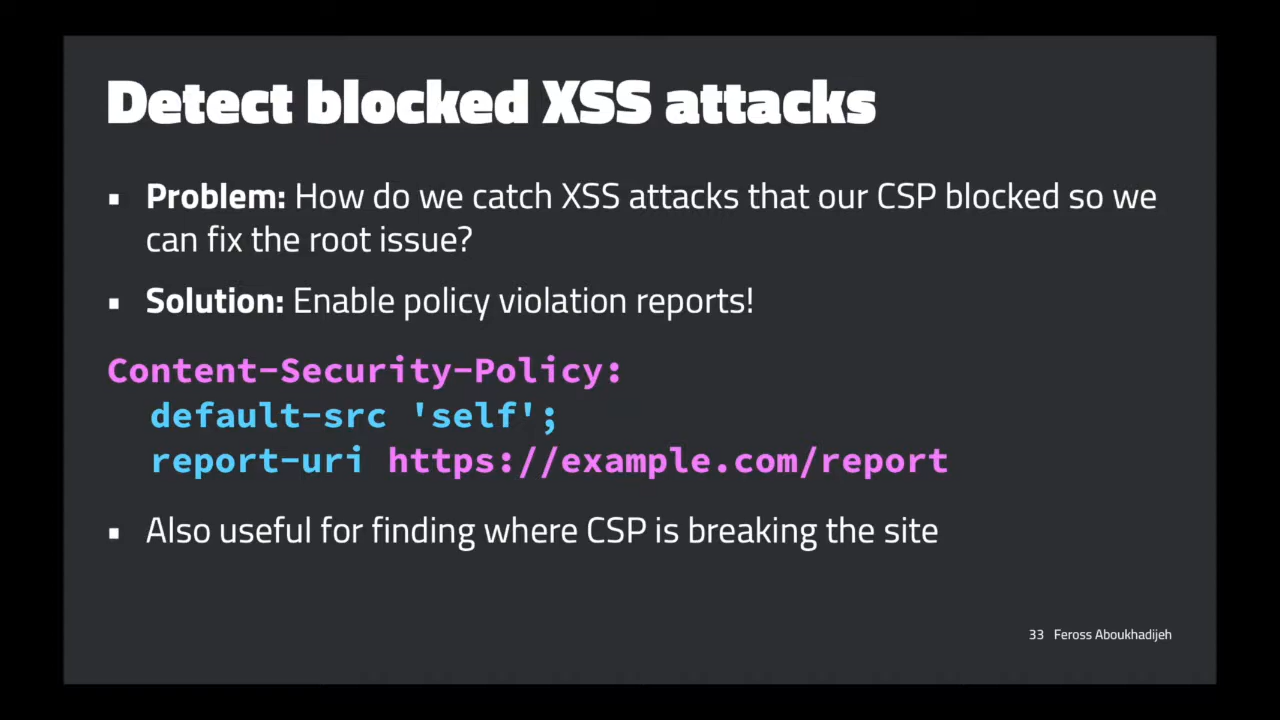 Detect blocked XSS attacks
▪ Problem: How do we catch XSS attacks that our CSP blocked so we
can fix the root issue?
▪ Solution: Enable policy violation reports!
Content-Security-Policy:
default-src 'self';
report-uri https://example.com/report
▪ Also useful for finding where CSP is breaking the site
33 Feross Aboukhadijeh